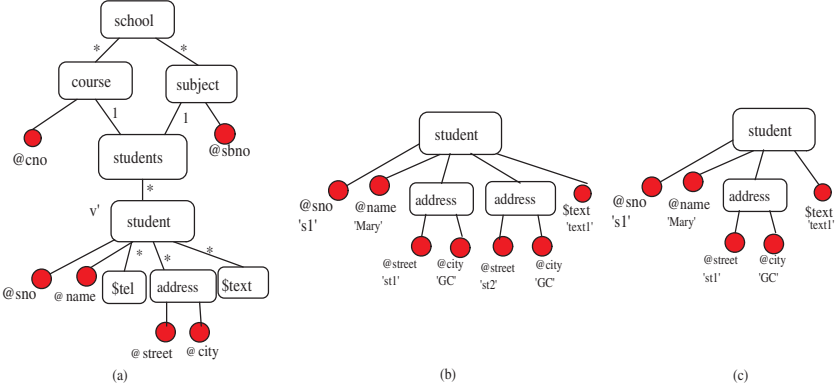 school
*
*
course
subject
1
1
@cno
students
@sbno
*
v'
student
*
*
*
@sno
@name
$tel
address
$text
@street
@city
(a)
student
@sno
's1'
@name
'Mary'
address
address
$text
'text1'
@street
'st1'
@city
'GC'
@street
'st2'
@city
'GC'
(b)
student
@sno
's1'
@name
'Mary'
address
$text
'text1'
@street
'st1'
@city
'GC'
(c)